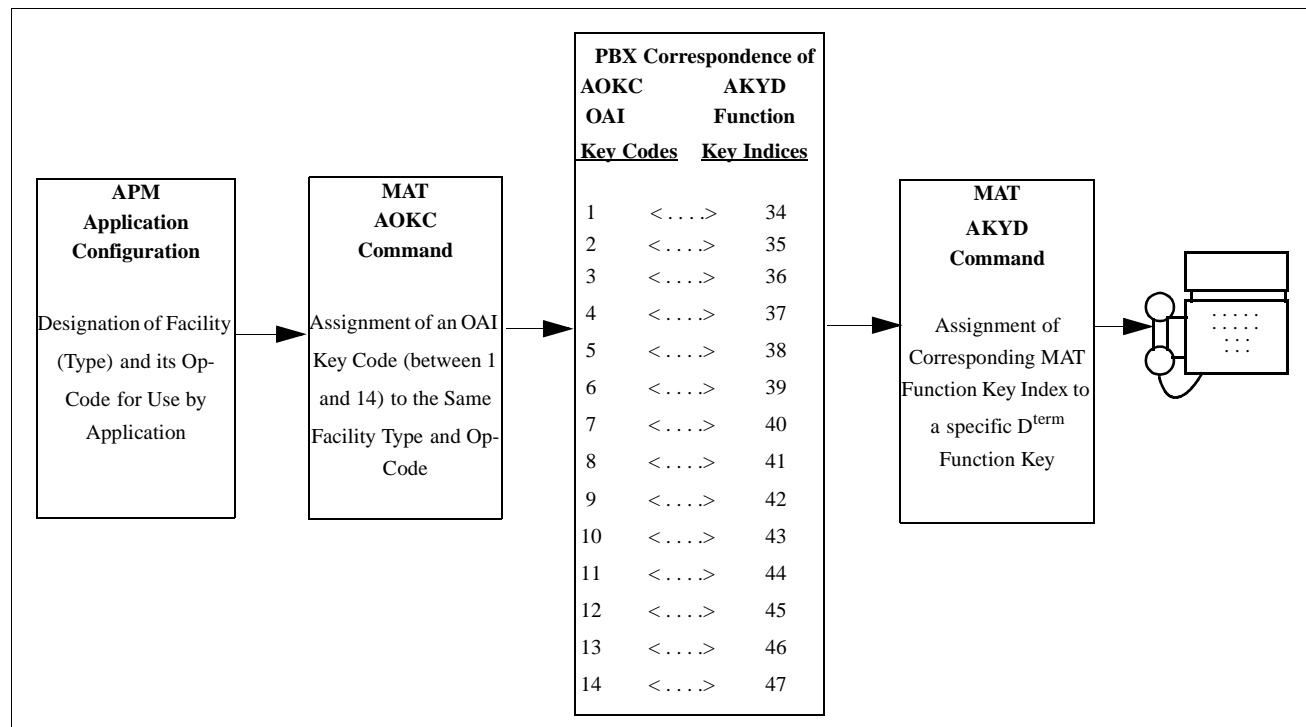 APM
Application
Configuration
Designation of Facility
(Type) and its Op-
Code for Use by
Application
MAT
AOKC
Command
Assignment of an OAI
Key Code (between 1
and 14) to the Same
Facility Type and Op-
Code
PBX Correspondence of
AOKC AKYD
OAI Function
Key Codes Key Indices
1 < . . . .> 34
2 < . . . .> 35
3 < . . . .> 36
4 < . . . .> 37
5 < . . . .> 38
6 < . . . .> 39
7 < . . . .> 40
8 < . . . .> 41
9 < . . . .> 42
10 < . . . .> 43
11 < . . . .> 44
12 < . . . .> 45
13 < . . . .> 46
14 < . . . .> 47
MAT
AKYD
Command
Assignment of
Corresponding MAT
Function Key Index to
a specific Dterm
Function Key